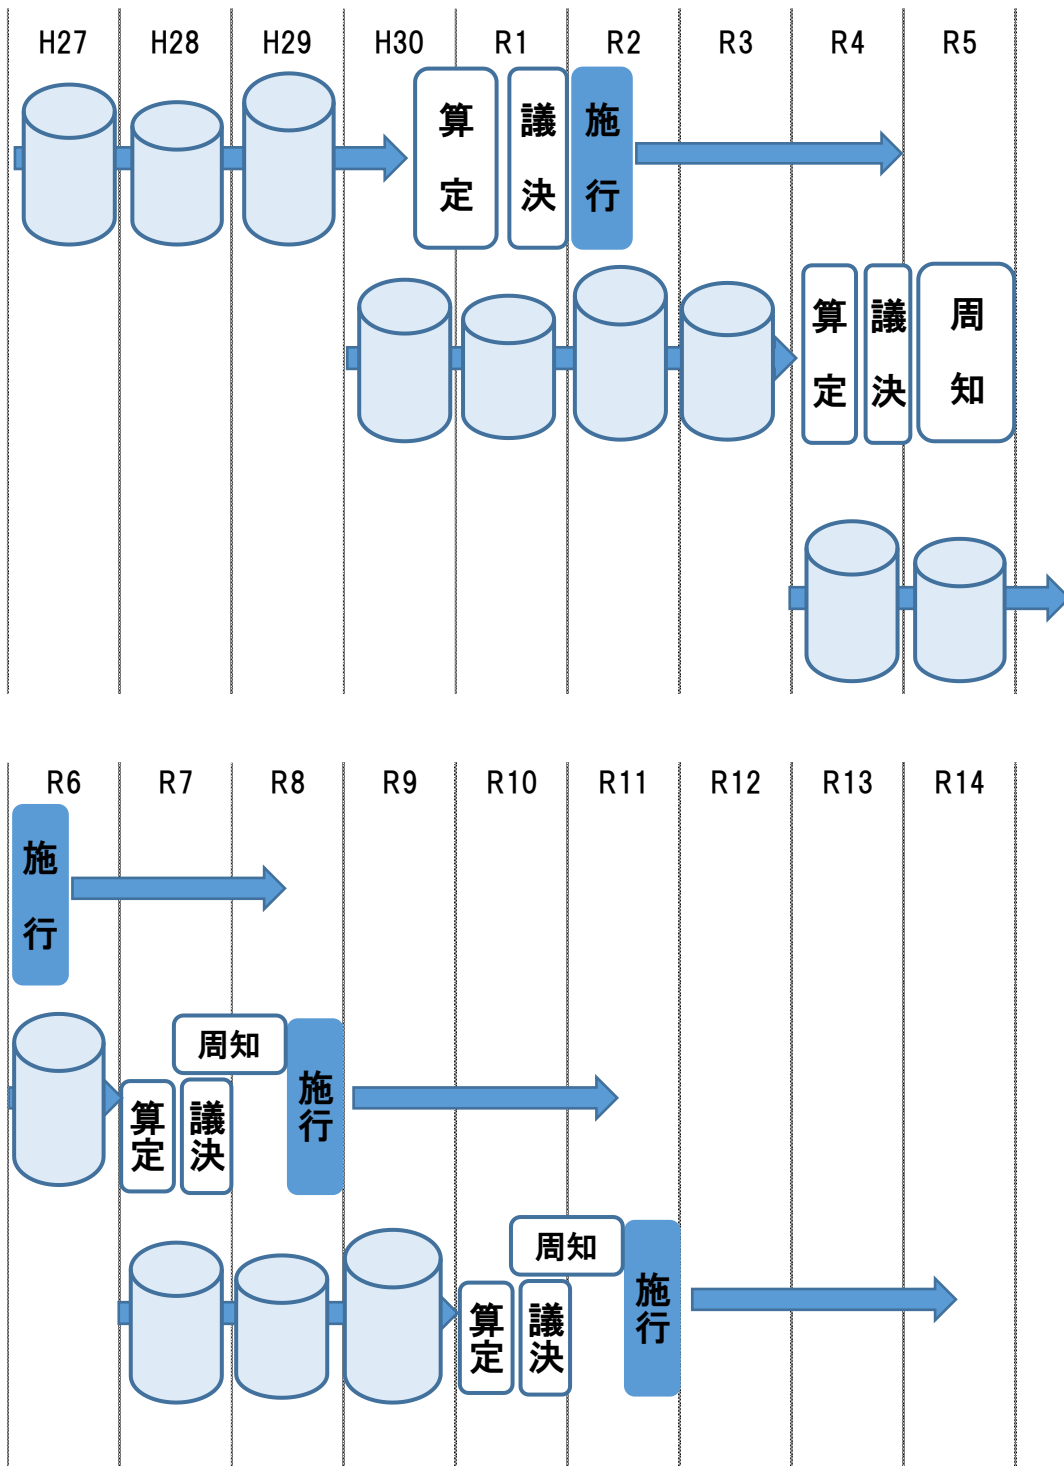 H27 H28 H29 H30 R1 R2 R3 R4 R5
算定 議決 施行
算定 議決 周知
R6 R7 R8 R9 R10 R11 R12 R13 R14
施行
周知
算定 議決 施行
周知
算定 議決 施行